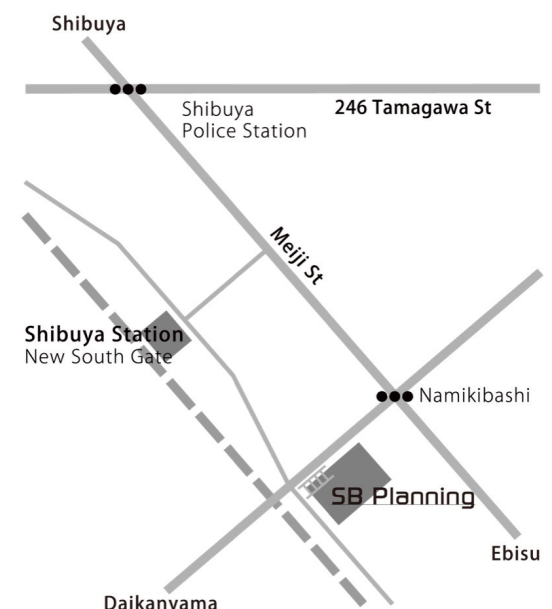 Shibuya
Shibuya
Police Station
246 Tamagawa St
Meiji St
Shibuya Station
New South Gate
Namikibashi
SB Planning
Ebisu
Daikanyama